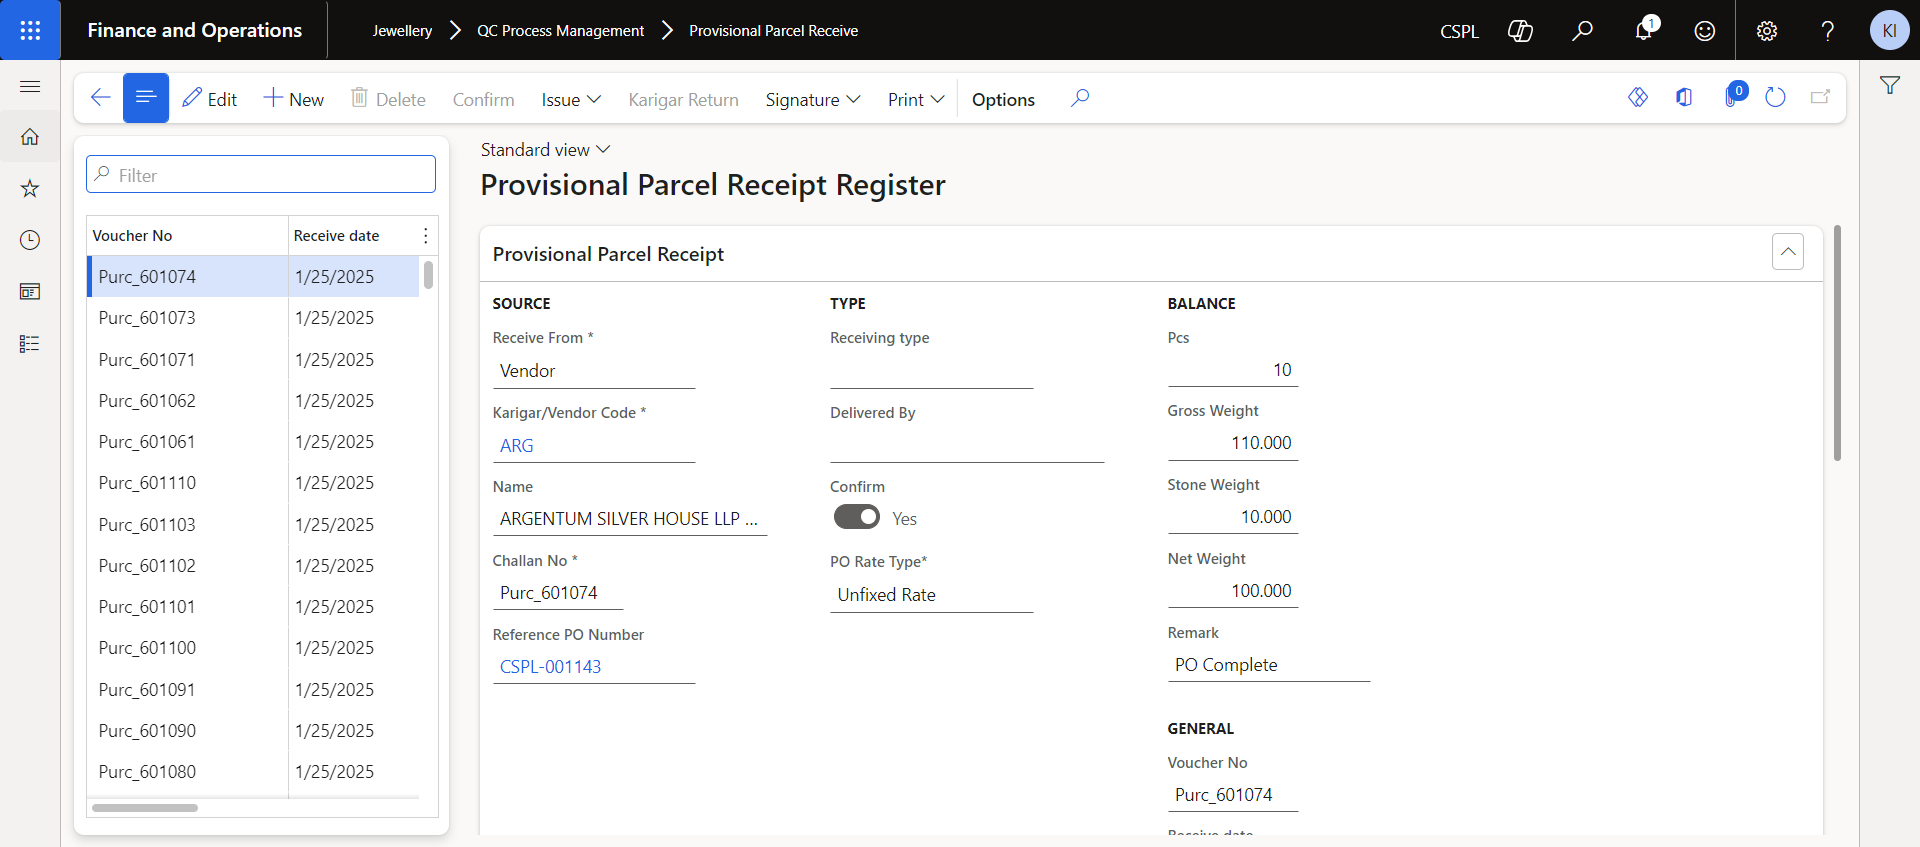 Finance and Operations
Jewellery > QC Process Management > Provisional Parcel Receive
CSPL
1
?
KI
Edit
New
Delete
Confirm
Issue
Karigar Return
Signature
Print
Options
0
Filter
Voucher No Receive date
Purc_601074 1/25/2025
Purc_601073 1/25/2025
Purc_601071 1/25/2025
Purc_601062 1/25/2025
Purc_601061 1/25/2025
Purc_601110 1/25/2025
Purc_601103 1/25/2025
Purc_601102 1/25/2025
Purc_601101 1/25/2025
Purc_601100 1/25/2025
Purc_601091 1/25/2025
Purc_601090 1/25/2025
Purc_601080 1/25/2025
Standard view
Provisional Parcel Receipt Register
Provisional Parcel Receipt
SOURCE
Receive From *
Vendor
Karigar/Vendor Code *
ARG
Name
ARGENTUM SILVER HOUSE LLP ...
Challan No *
Purc_601074
Reference PO Number
CSPL-001143
TYPE
Receiving type
Delivered By
Confirm
Yes
PO Rate Type*
Unfixed Rate
BALANCE
Pcs
10
Gross Weight
110.000
Stone Weight
10.000
Net Weight
100.000
Remark
PO Complete
GENERAL
Voucher No
Purc_601074
Receive date